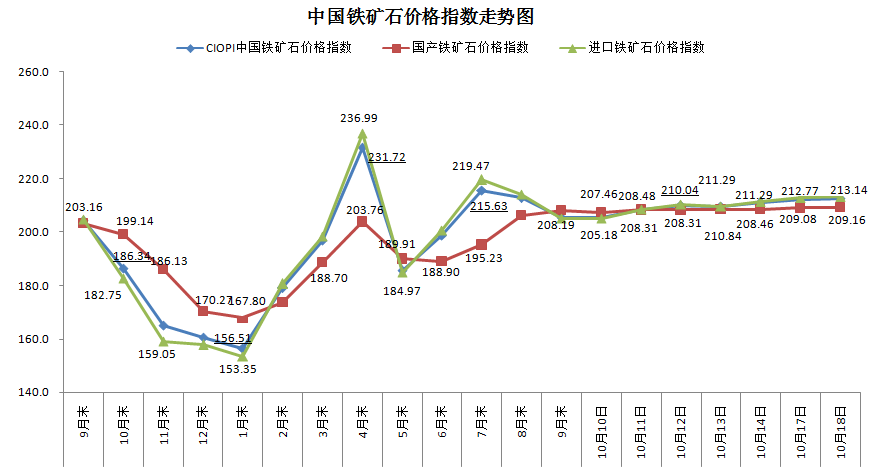 中国铁矿石价格指数走势图
CIOPI中国铁矿石价格指数 国产铁矿石价格指数 进口铁矿石价格指数
260.0
240.0
220.0
200.0
180.0
160.0
140.0
203.16
199.14
186.34
182.75
186.13
159.05
170.27
167.80
156.51
153.35
188.70
236.99
231.72
203.76
189.91
184.97
188.90
219.47
215.63
195.23
208.19
207.46
205.18
208.48
208.31
210.04
208.31
211.29
210.84
211.29
208.46
212.77
209.08
213.14
209.16
9月末
10月末
11月末
12月末
1月末
2月末
3月末
4月末
5月末
6月末
7月末
8月末
9月末
10月10日
10月11日
10月12日
10月13日
10月14日
10月17日
10月18日